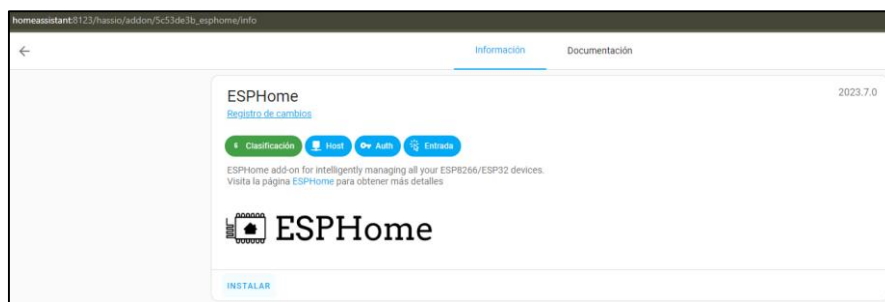 homeassistant:8123/hassio/addon/5c53de3b_esphome/info
Información Documentación
ESPHome 2023.7.0
Registro de cambios
6 Clasificación Host Auth Entrada
ESPHome add-on for intelligently managing all your ESP8266/ESP32 devices.
Visita la página ESPHome para obtener más detalles
ESPHome
INSTALAR